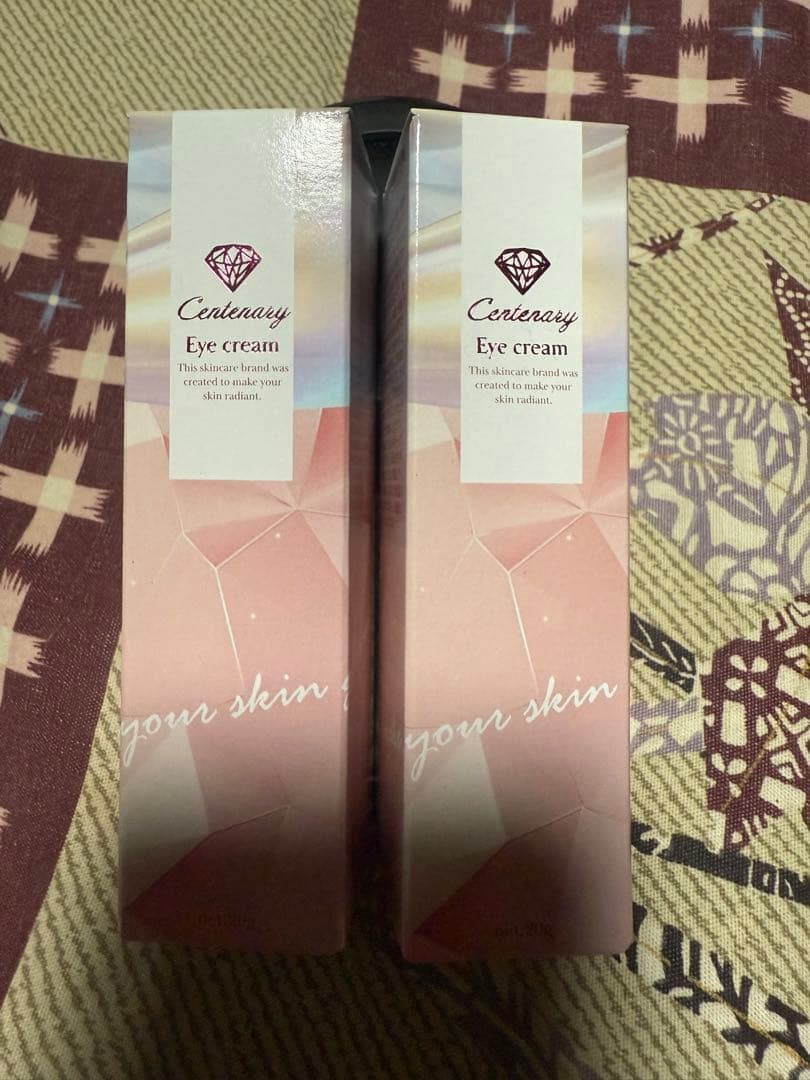 Centenary
Eye cream
This skincare brand was
created to make your
skin radiant.
your skin
Centenary
Eye cream
This skincare brand was
created to make your
skin radiant.
your skin